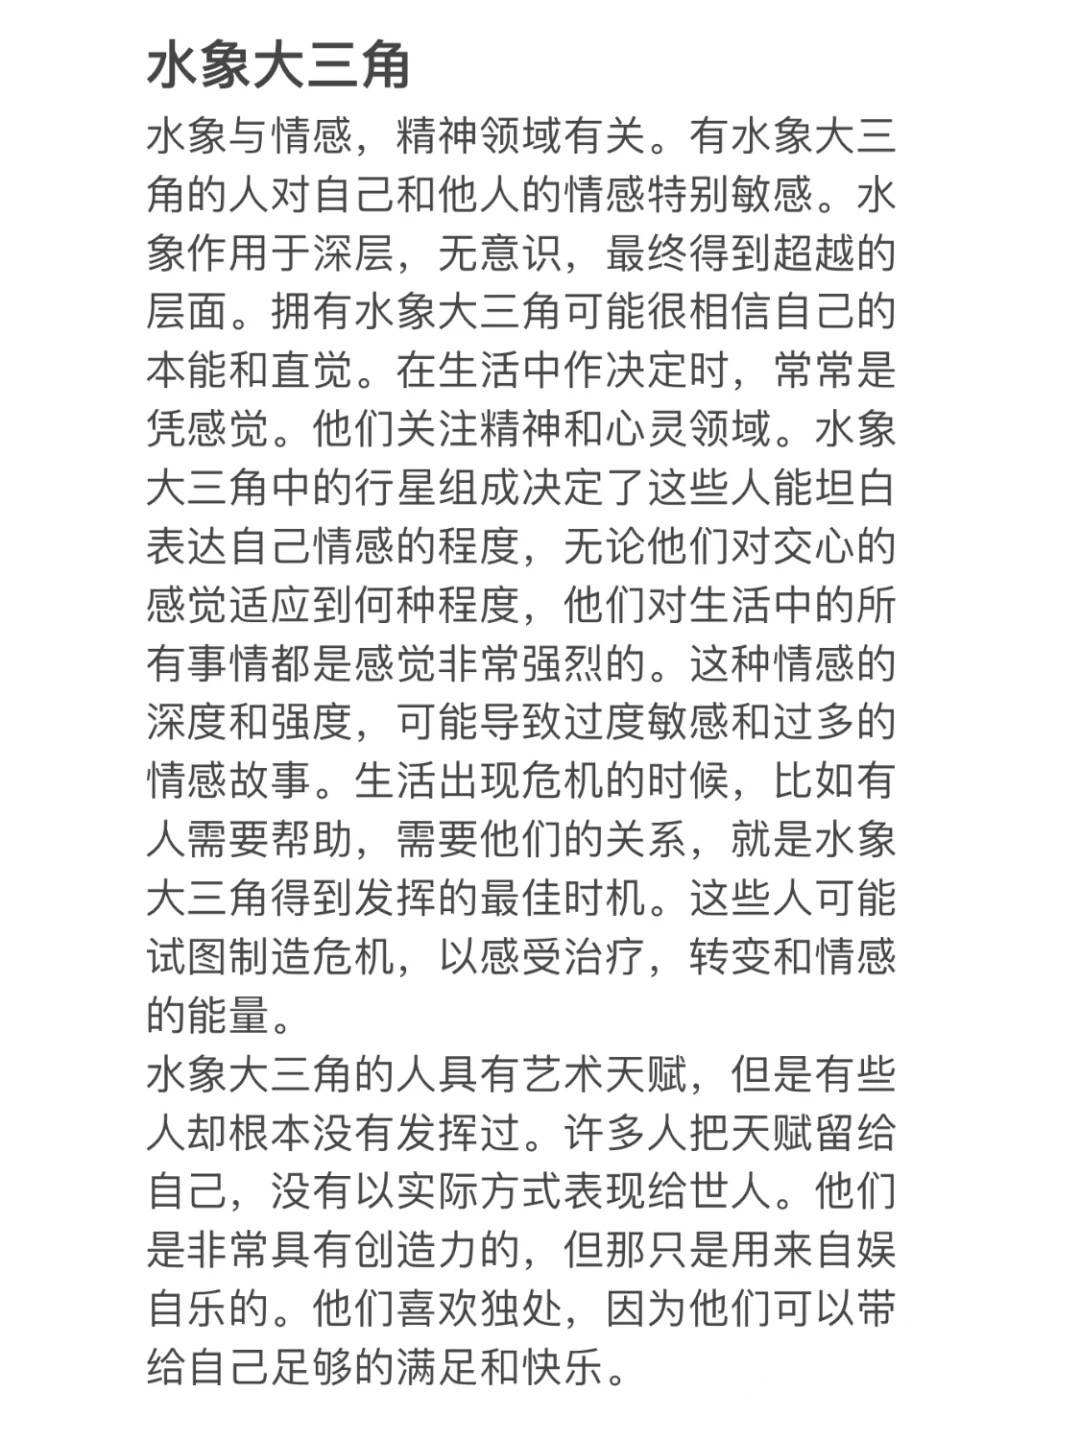 水象大三角
水象与情感，精神领域有关。有水象大三
角的人对自己和他人的情感特别敏感。水
象作用于深层，无意识，最终得到超越的
层面。拥有水象大三角可能很相信自己的
本能和直觉。在生活中作决定时，常常是
凭感觉。他们关注精神和心灵领域。水象
大三角中的行星组成决定了这些人能坦白
表达自己情感的程度，无论他们对交心的
感觉适应到何种程度，他们对生活中的所
有事情都是感觉非常强烈的。这种情感的
深度和强度，可能导致过度敏感和过多的
情感故事。生活出现危机的时候，比如有
人需要帮助，需要他们的关系，就是水象
大三角得到发挥的最佳时机。这些人可能
试图制造危机，以感受治疗，转变和情感
的能量。
水象大三角的人具有艺术天赋，但是有些
人却根本没有发挥过。许多人把天赋留给
自己，没有以实际方式表现给世人。他们
是非常具有创造力的，但那只是用来自娱
自乐的。他们喜欢独处，因为他们可以带
给自己足够的满足和快乐。